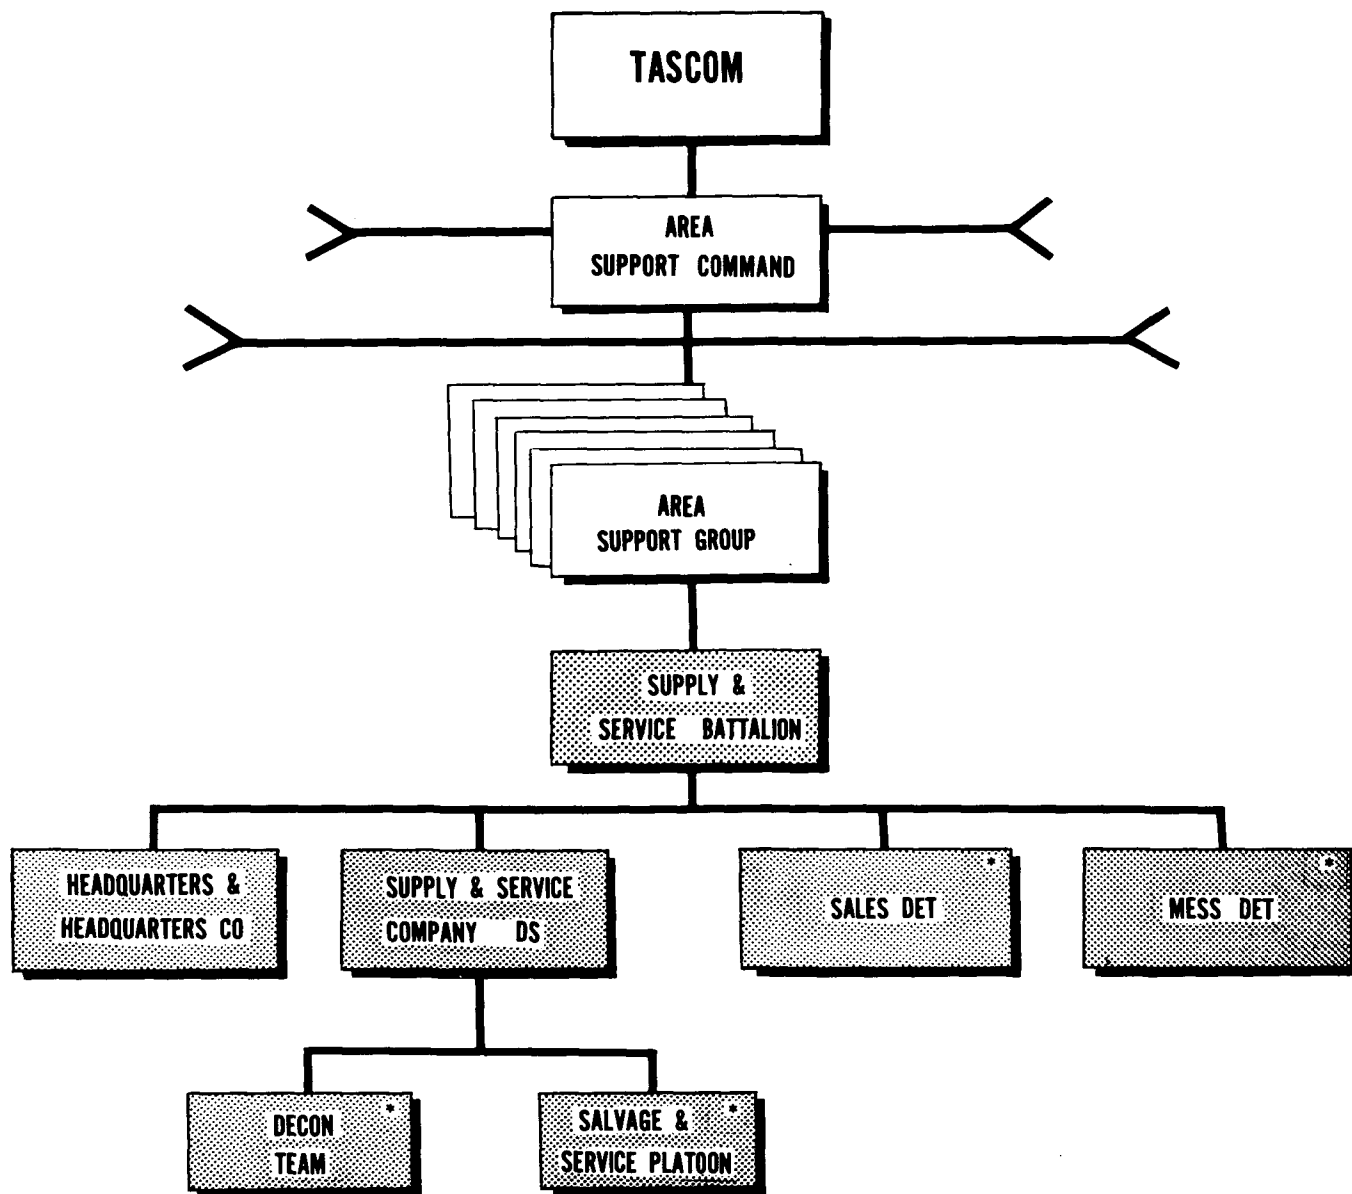 TASCOM
AREA
SUPPORT COMMAND
AREA
SUPPORT GROUP
SUPPLY &
SERVICE BATTALION
HEADQUARTERS &
HEADQUARTERS CO
SUPPLY & SERVICE
COMPANY DS
*
SALES DET
*
MESS DET
*
DECON
TEAM
*
SALVAGE &
SERVICE PLATOON